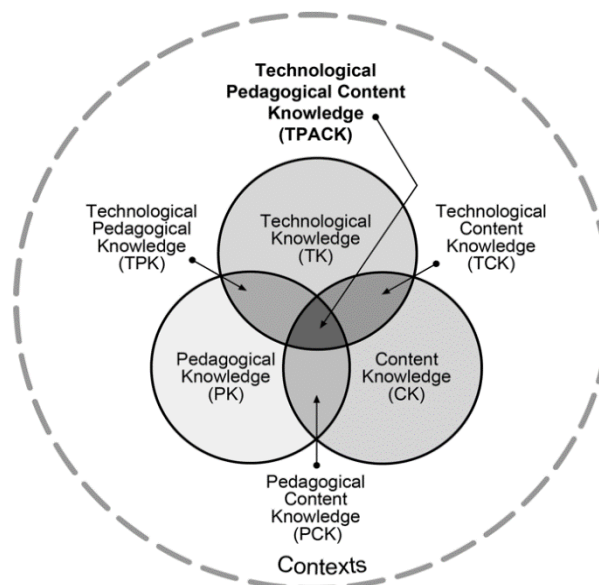 Technological
Pedagogical Content
Knowledge
(TPACK)
Technological
Pedagogical
Knowledge
(TPK)
Technological
Knowledge
(TK)
Technological
Content
Knowledge
(TCK)
Pedagogical
Knowledge
(PK)
Content
Knowledge
(CK)
Pedagogical
Content
Knowledge
(PCK)
Contexts